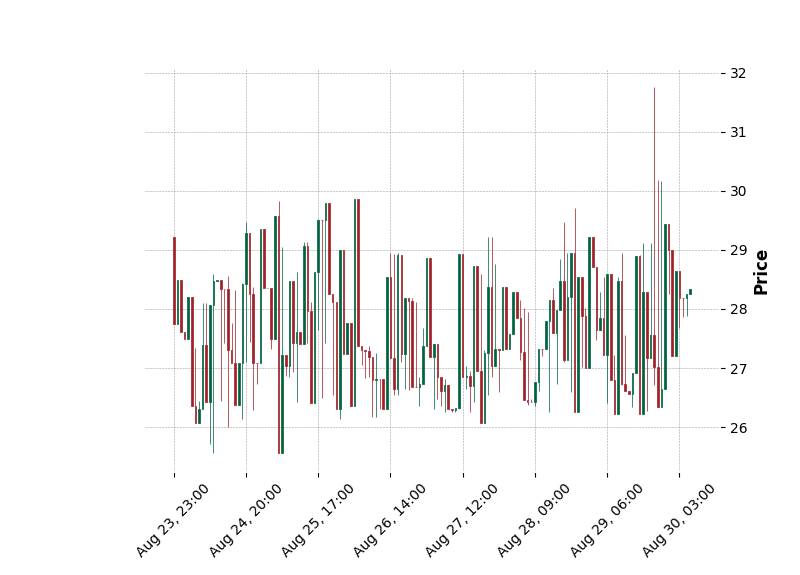 32
31
30
29
28
27
26
Price
Aug 23, 23:00
Aug 24, 20:00
Aug 25, 17:00
Aug 26, 14:00
Aug 27, 12:00
Aug 28, 09:00
Aug 29, 06:00
Aug 30, 03:00